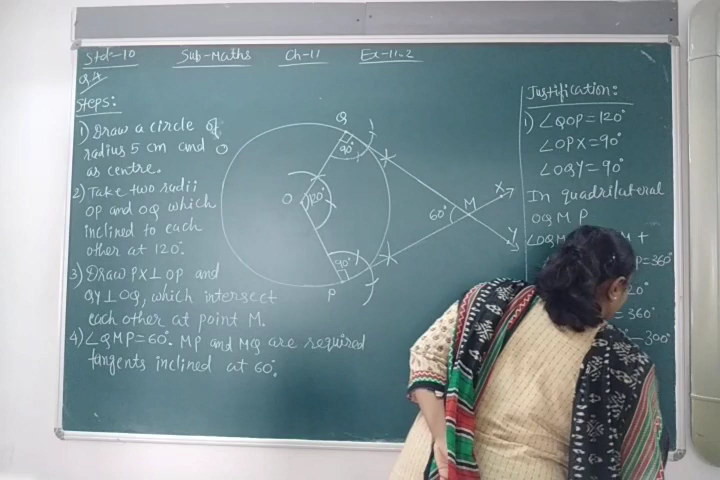 Std:-10 Sub-Maths Ch-11 Ex-11.2
Q.4
Steps:
1) Draw a circle of
radius 5 cm and O
as centre.
2) Take two radii
OP and OQ which
inclined to each
other at 120°.
3) Draw PX⊥OP and
QY⊥OQ, which intersect
each other at point M.
4) ∠QMP=60°. MP and MQ are required
tangents inclined at 60°.
Q
90°
O
120°
90°
P
60°
M
X
Y
Justification:
1) ∠QOP=120°
∠OPX=90°
∠OQY=90°
In quadrilateral
OQMP
∠OQM M+
P=360°
20°
= 360°
-300